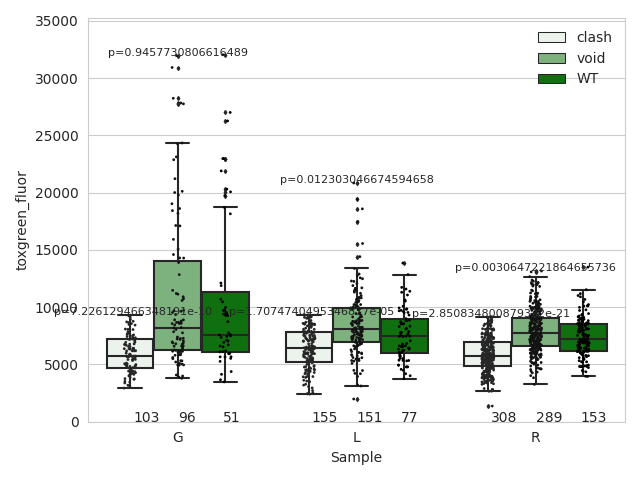 35000
p=0.9457730806616489
clash
void
WT
30000
25000
p=0.012303046674594658
20000
toxgreen_fluor
15000
p=0.0030647221864655736
10000
5000
0
103 96 51 155 151 77 308 289 153
G L R
Sample